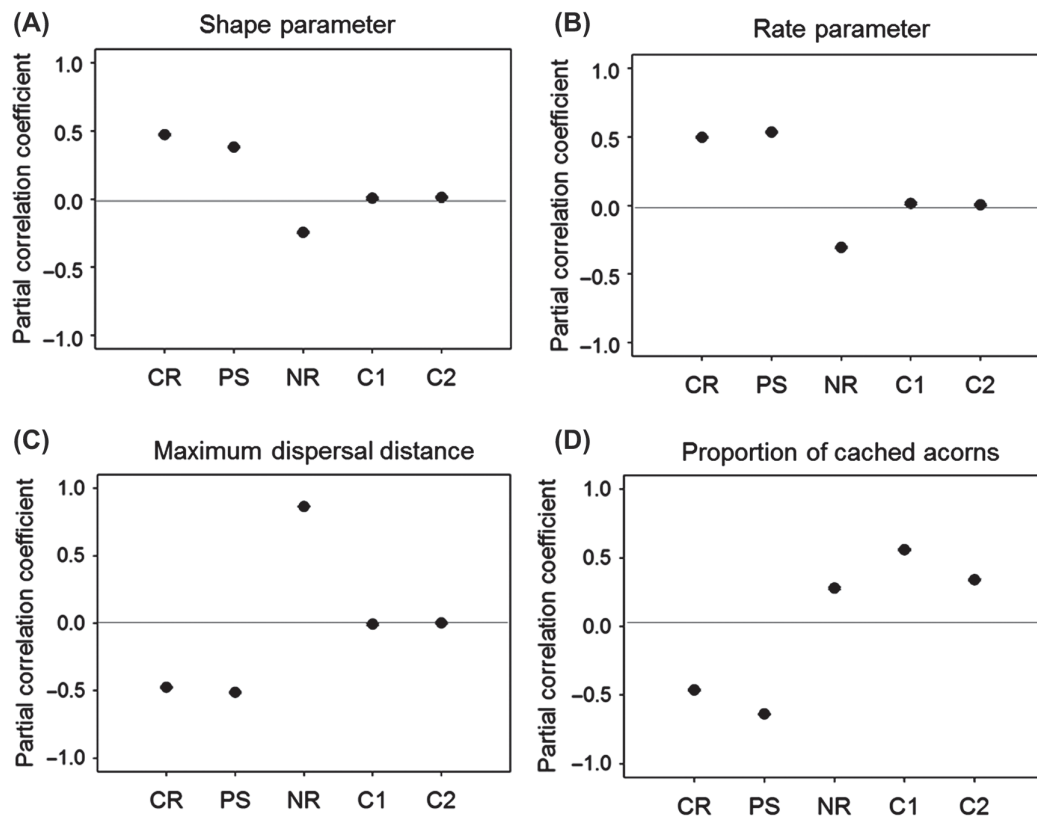 (A)
Shape parameter
Partial correlation coefficient
1.0
0.5
0.0
−0.5
−1.0
CR PS NR C1 C2
(B)
Rate parameter
Partial correlation coefficient
1.0
0.5
0.0
−0.5
−1.0
CR PS NR C1 C2
(C)
Maximum dispersal distance
Partial correlation coefficient
1.0
0.5
0.0
−0.5
−1.0
CR PS NR C1 C2
(D)
Proportion of cached acorns
Partial correlation coefficient
1.0
0.5
0.0
−0.5
−1.0
CR PS NR C1 C2